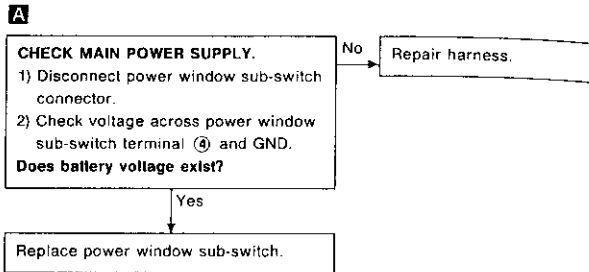 A
CHECK MAIN POWER SUPPLY.
1) Disconnect power window sub-switch
connector.
2) Check voltage across power window
sub-switch terminal ④ and GND.
Does battery voltage exist?
No
Repair harness.
Yes
Replace power window sub-switch.